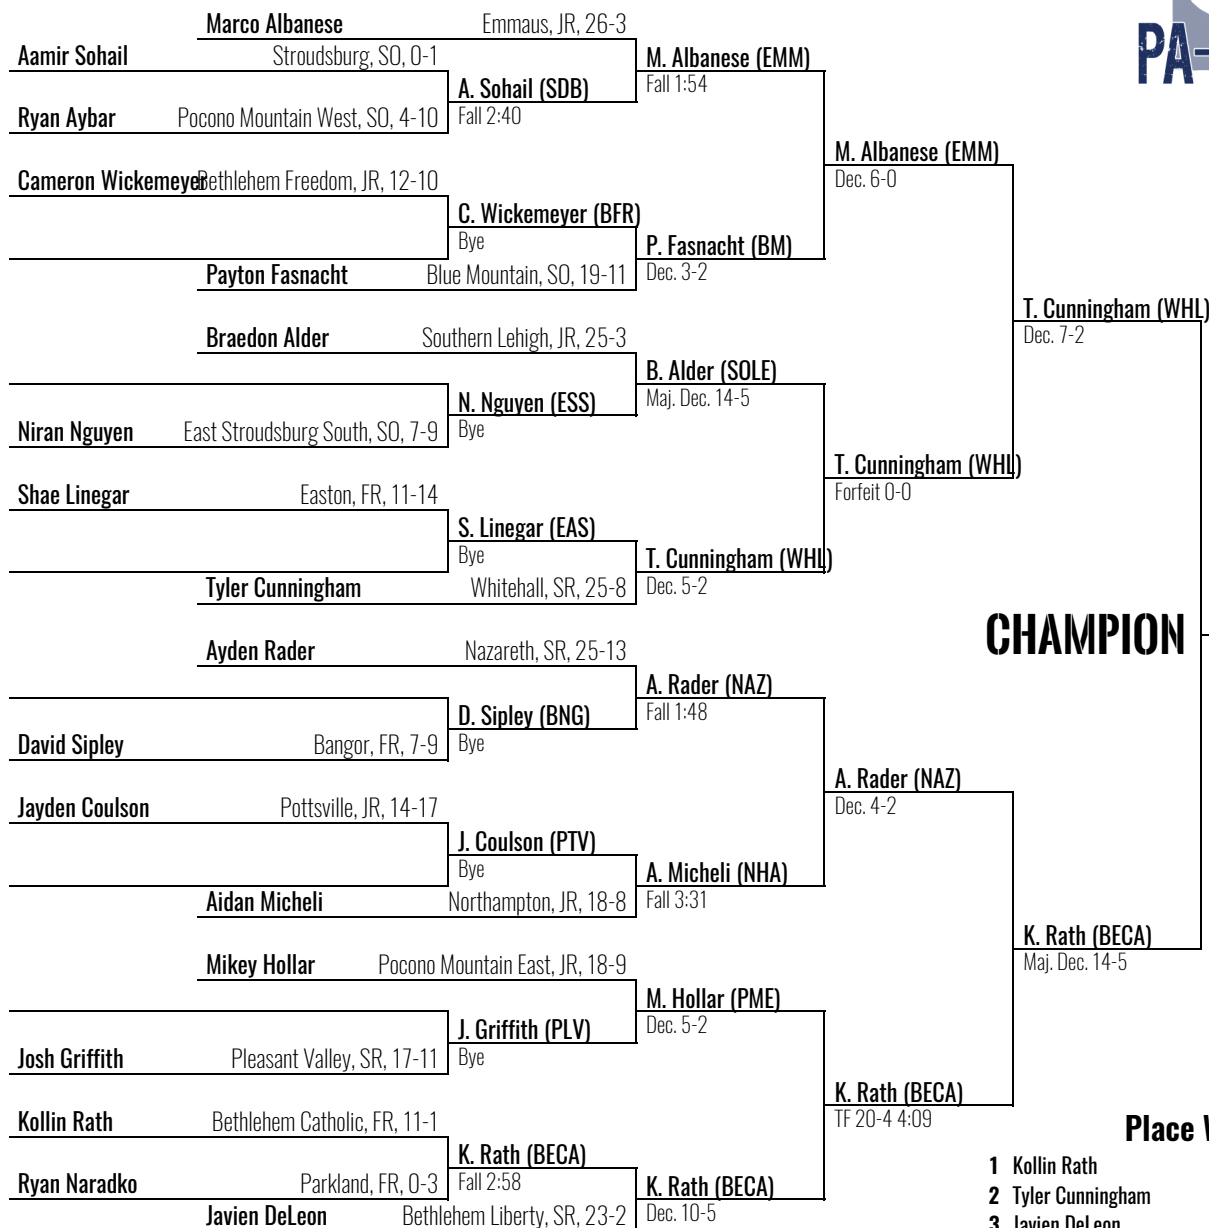 Marco Albanese Emmaus, JR, 26-3
PA-
Aamir Sohail Stroudsburg, SO, 0-1
M. Albanese (EMM)
Fall 1:54
A. Sohail (SDB)
Fall 2:40
Ryan Aybar Pocono Mountain West, SO, 4-10
M. Albanese (EMM)
Dec. 6-0
Cameron Wickemeyer Bethlehem Freedom, JR, 12-10
C. Wickemeyer (BFR)
Bye
P. Fasnacht (BM)
Dec. 3-2
Payton Fasnacht Blue Mountain, SO, 19-11
T. Cunningham (WHL)
Dec. 7-2
Braedon Alder Southern Lehigh, JR, 25-3
B. Alder (SOLE)
Maj. Dec. 14-5
N. Nguyen (ESS)
Bye
Niran Nguyen East Stroudsburg South, SO, 7-9
T. Cunningham (WHL)
Forfeit 0-0
Shae Linegar Easton, FR, 11-14
S. Linegar (EAS)
Bye
T. Cunningham (WHL)
Dec. 5-2
Tyler Cunningham Whitehall, SR, 25-8
CHAMPION
Ayden Rader Nazareth, SR, 25-13
A. Rader (NAZ)
Fall 1:48
D. Sipley (BNG)
Bye
David Sipley Bangor, FR, 7-9
A. Rader (NAZ)
Dec. 4-2
Jayden Coulson Pottsville, JR, 14-17
J. Coulson (PTV)
Bye
A. Micheli (NHA)
Fall 3:31
Aidan Micheli Northampton, JR, 18-8
K. Rath (BECA)
Maj. Dec. 14-5
Mikey Hollar Pocono Mountain East, JR, 18-9
M. Hollar (PME)
Dec. 5-2
J. Griffith (PLV)
Bye
Josh Griffith Pleasant Valley, SR, 17-11
K. Rath (BECA)
TF 20-4 4:09
Kollin Rath Bethlehem Catholic, FR, 11-1
K. Rath (BECA)
Fall 2:58
Ryan Naradko Parkland, FR, 0-3
K. Rath (BECA)
Dec. 10-5
Javien DeLeon Bethlehem Liberty, SR, 23-2
Place
1 Kollin Rath
2 Tyler Cunningham
3 Javien DeLeon